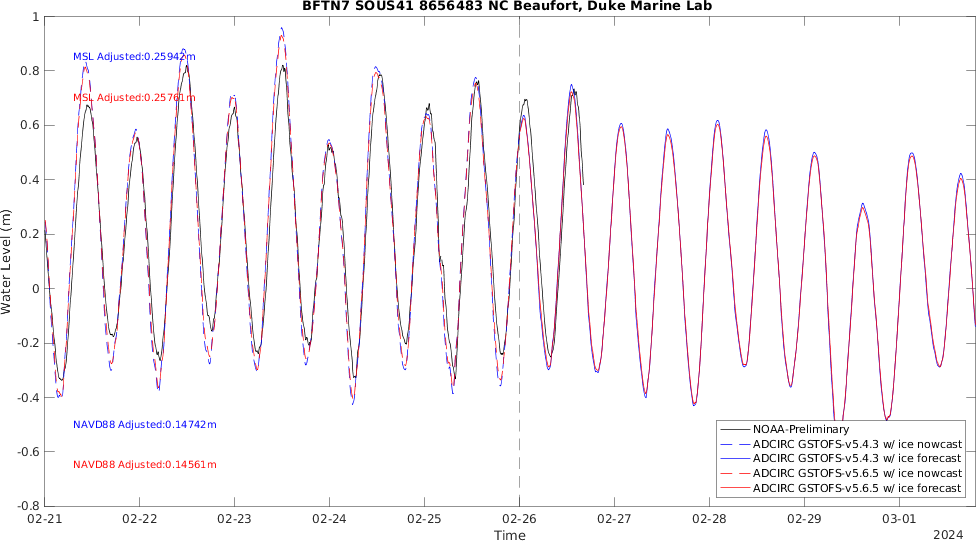 BFTN7 SOUS41 8656483 NC Beaufort, Duke Marine Lab
1
0.8
0.6
0.4
0.2
0
-0.2
-0.4
-0.6
-0.8
Water Level (m)
MSL Adjusted:0.25942m
MSL Adjusted:0.25761m
NAVD88 Adjusted:0.14742m
NAVD88 Adjusted:0.14561m
NOAA-Preliminary
ADCIRC GSTOFS-v5.4.3 w/ ice nowcast
ADCIRC GSTOFS-v5.4.3 w/ ice forecast
ADCIRC GSTOFS-v5.6.5 w/ ice nowcast
ADCIRC GSTOFS-v5.6.5 w/ ice forecast
02-21 02-22 02-23 02-24 02-25 02-26 02-27 02-28 02-29 03-01
Time
2024